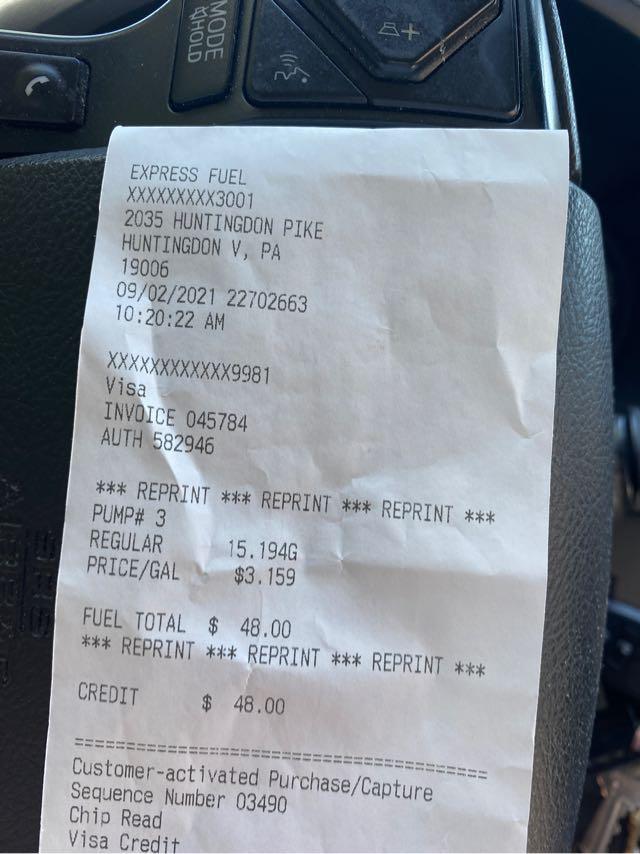 MODE
HOLD
EXPRESS FUEL
XXXXXXXXX3001
2035 HUNTINGDON PIKE
HUNTINGDON V, PA
19006
09/02/2021 22702663
10:20:22 AM
XXXXXXXXXXXX9981
Visa
INVOICE 045784
AUTH 582946
*** REPRINT *** REPRINT *** REPRINT ***
PUMP# 3
REGULAR 15.194G
PRICE/GAL $3.159
FUEL TOTAL $ 48.00
*** REPRINT *** REPRINT *** REPRINT ***
CREDIT $ 48.00
=======================================
Customer-activated Purchase/Capture
Sequence Number 03490
Chip Read
Visa Credit